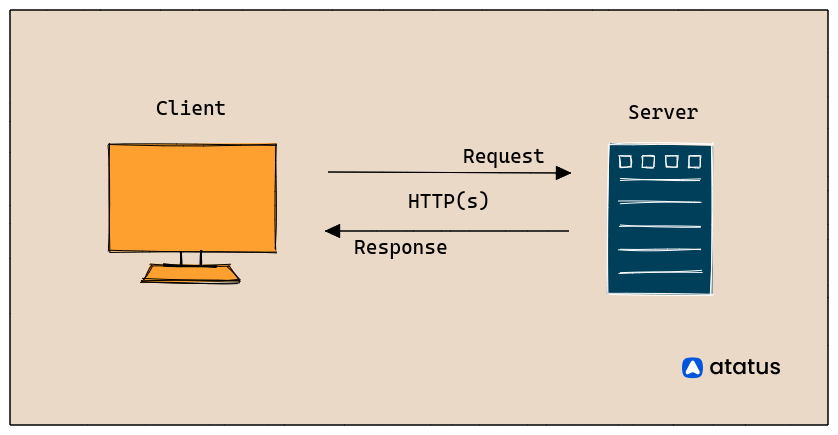 Client
Server
Request
HTTP(s)
Response
atatus